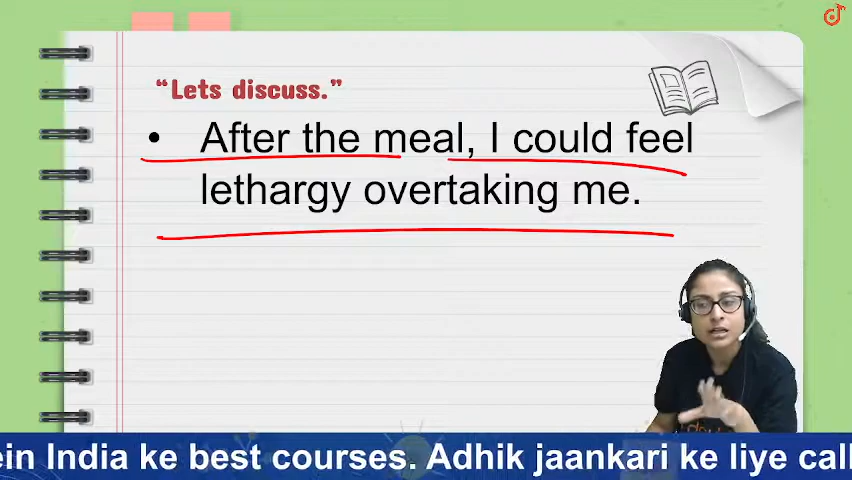 “Lets discuss.”
• After the meal, I could feel
lethargy overtaking me.
ein India ke best courses. Adhik jaankari ke liye call